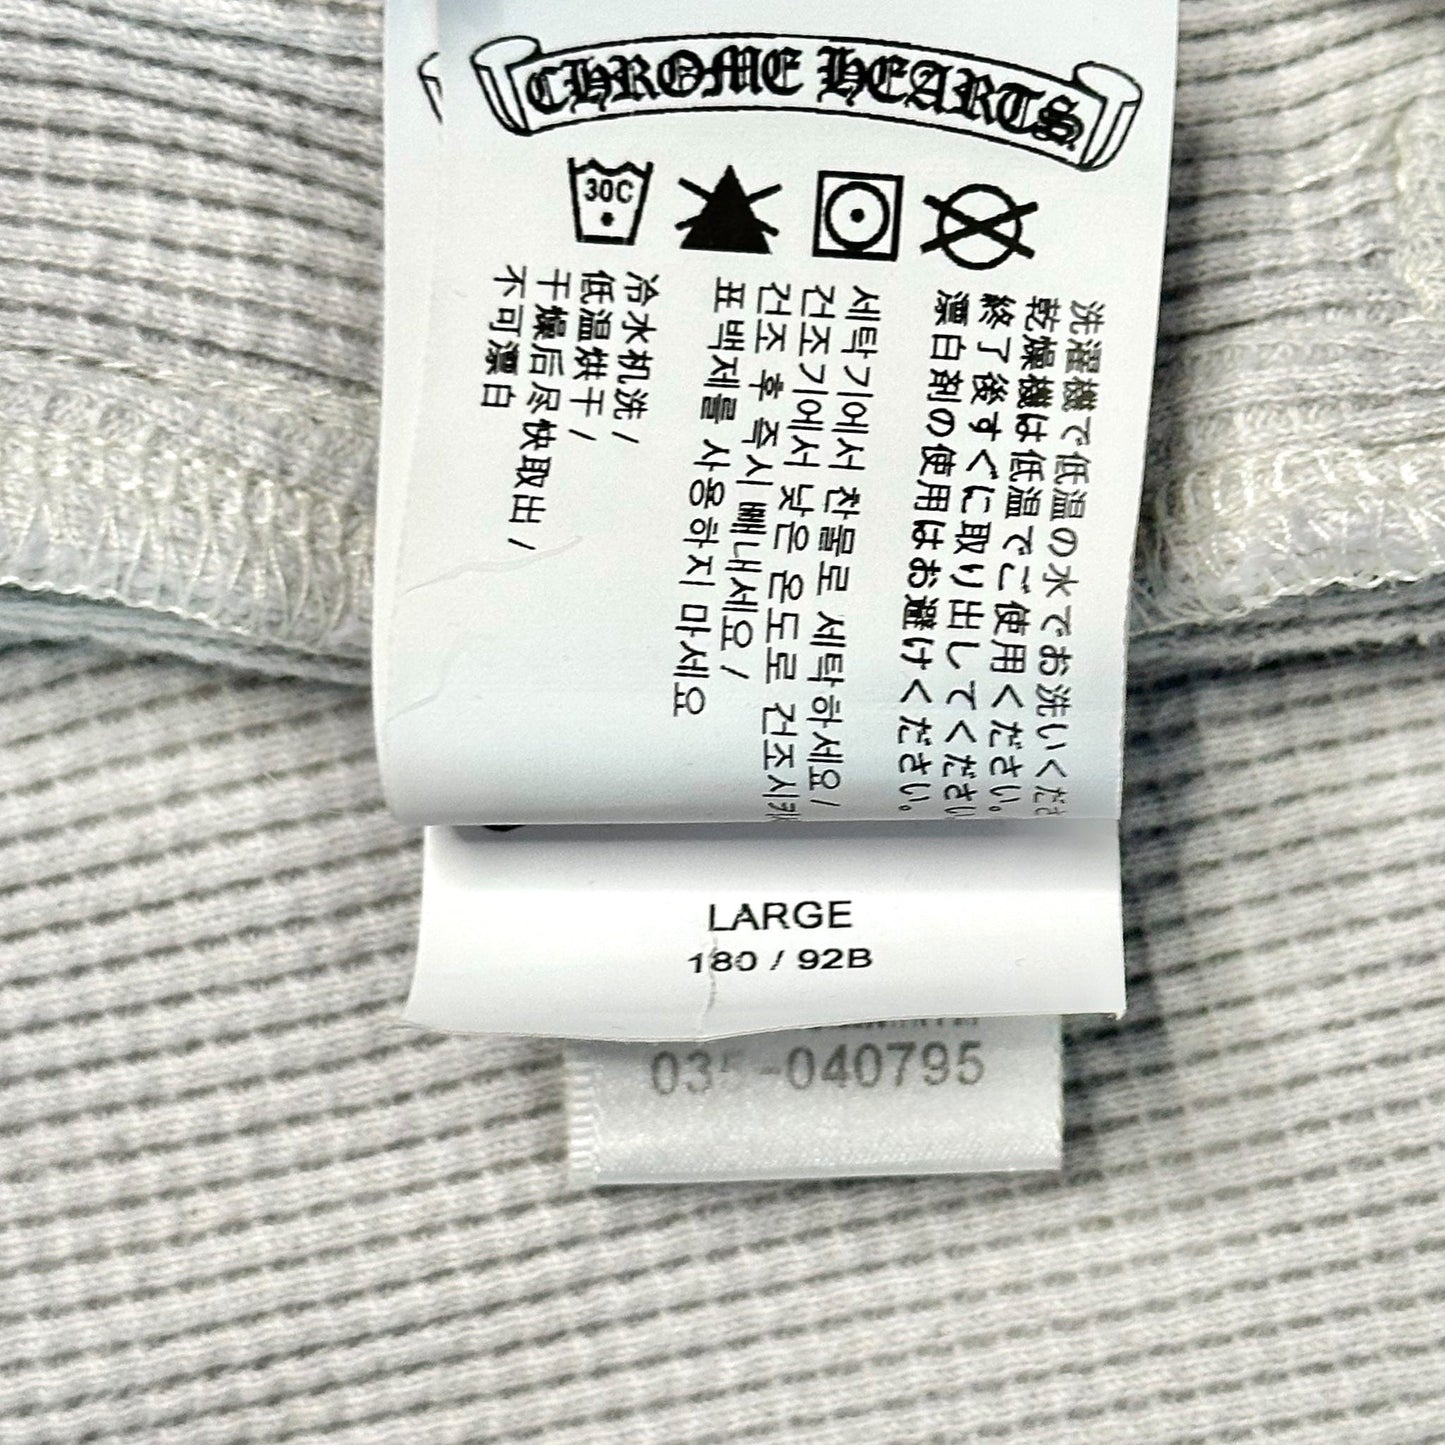 CHROME HEARTS
30C
洗濯機で低温の水でお洗いくださ
乾燥機は低温でご使用ください。
終了後すぐに取り出してください
漂白剤の使用はお避けください。
세탁기에서 찬물로 세탁하세요/
건조기에서 낮은 온도로 건조시키
건조 후 즉시 빼내세요/
표백제를 사용하지 마세요
冷水机洗/
低温烘干/
干燥后尽快取出/
不可漂白
LARGE
180 / 92B
-040795